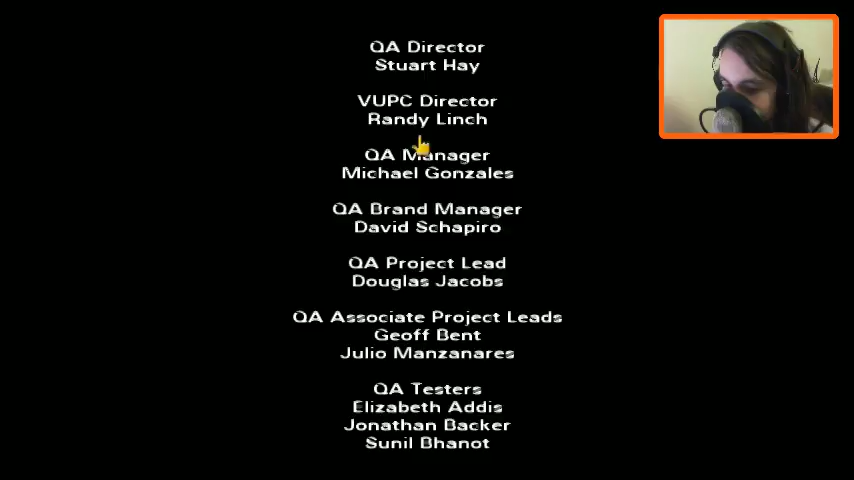 QA Director
Stuart Hay
VUPC Director
Randy Linch
QA Manager
Michael Gonzales
QA Brand Manager
David Schapiro
QA Project Lead
Douglas Jacobs
QA Associate Project Leads
Geoff Bent
Julio Manzanares
QA Testers
Elizabeth Addis
Jonathan Backer
Sunil Bhanot